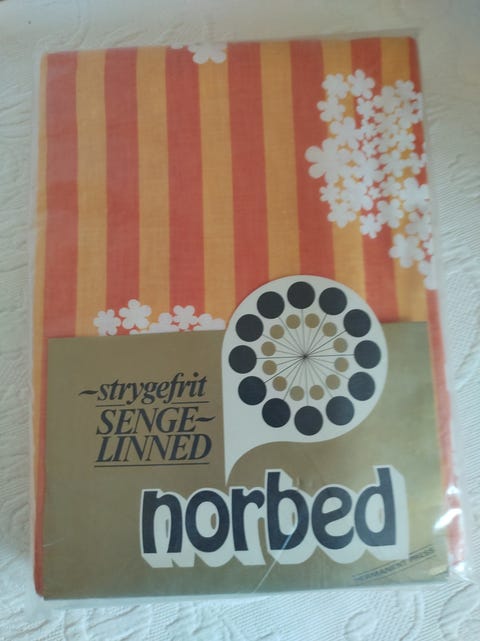 ~strygefrit
SENGE~
LINNED
norbed
PERMANENT PRESS